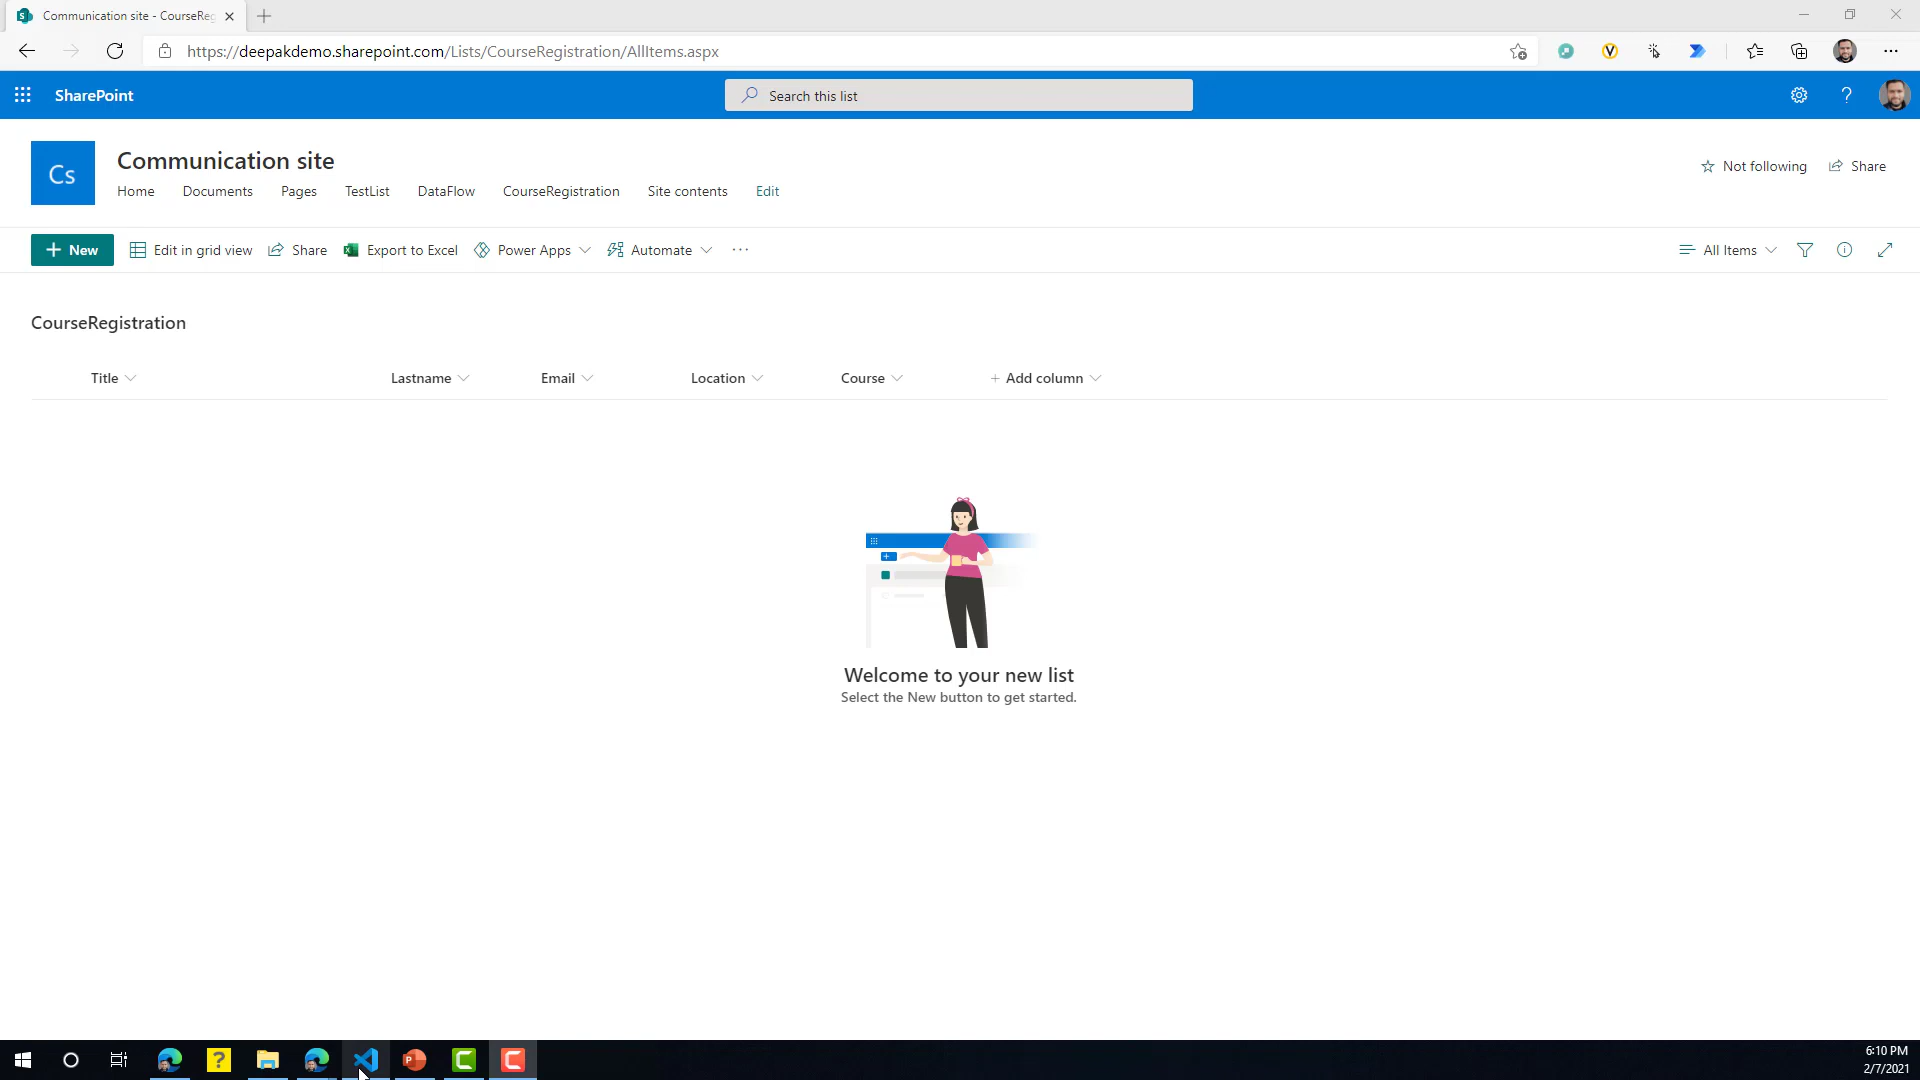 Communication site - CourseReg
https://deepakdemo.sharepoint.com/Lists/CourseRegistration/AllItems.aspx
SharePoint
Search this list
Cs
Communication site
Home Documents Pages TestList DataFlow CourseRegistration Site contents Edit
Not following Share
New Edit in grid view Share Export to Excel Power Apps Automate ...
All Items
CourseRegistration
Title Lastname Email Location Course + Add column
Welcome to your new list
Select the New button to get started.
6:10 PM
2/7/2021